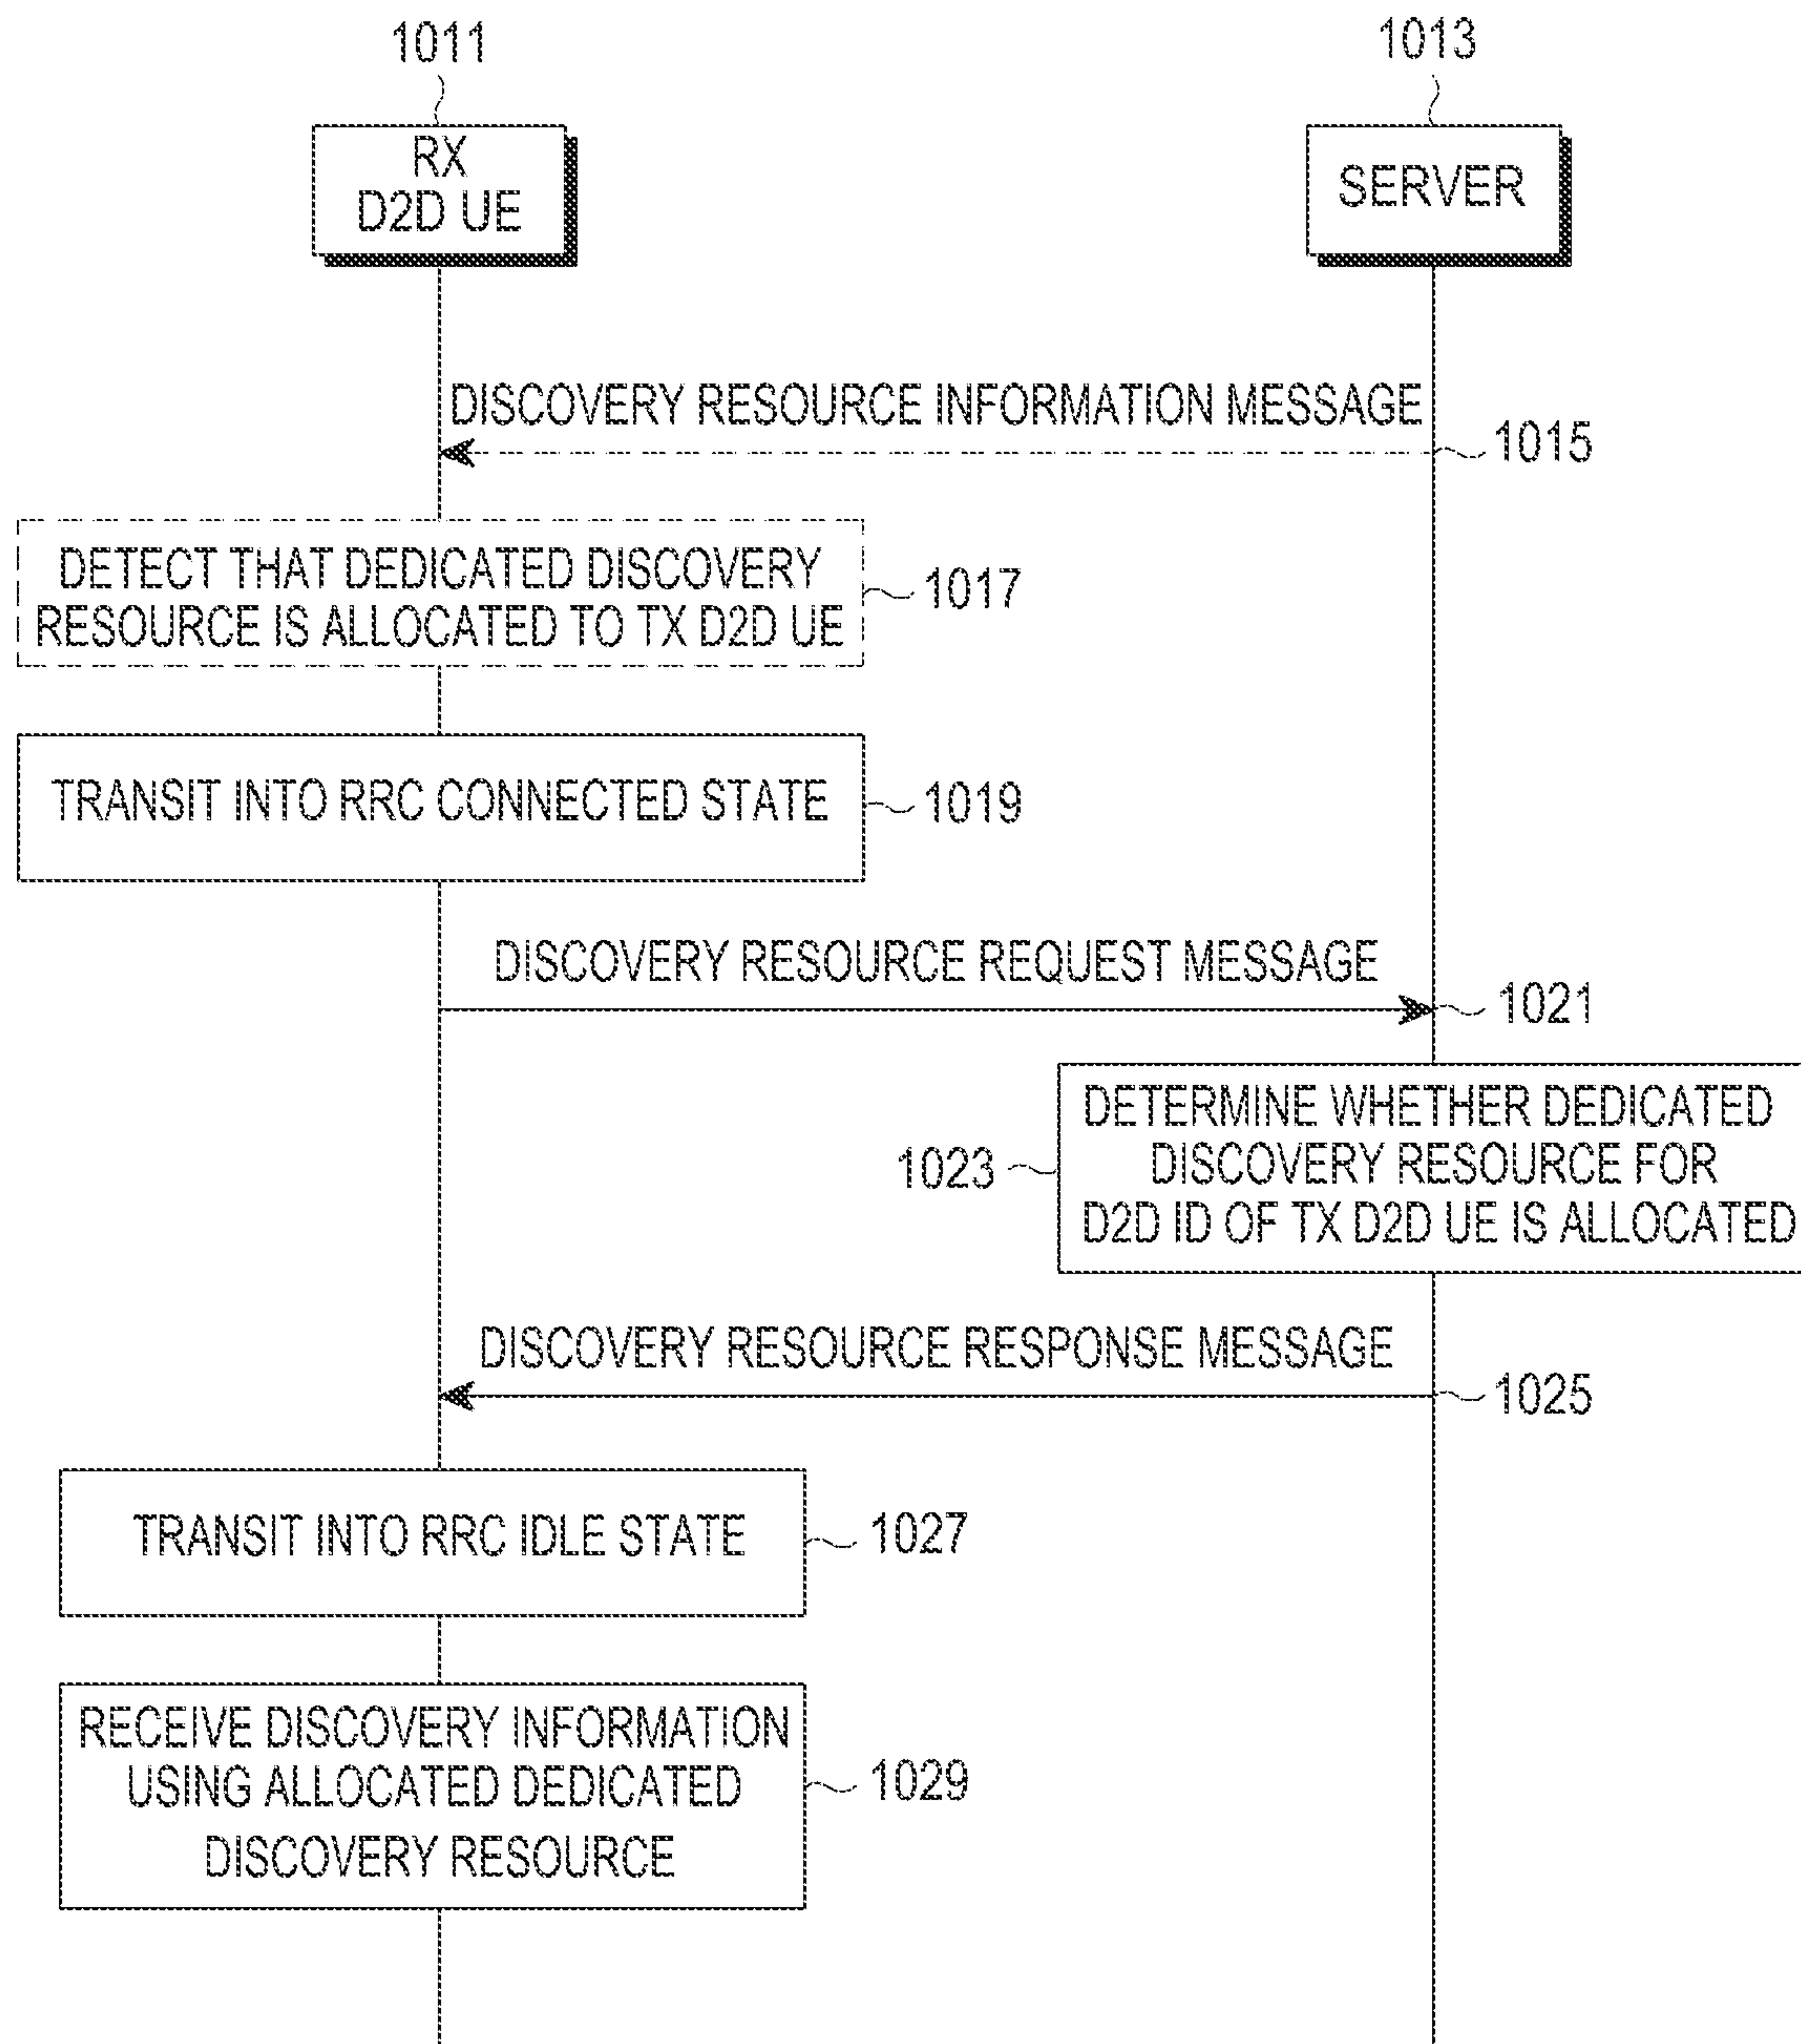 1011
1013
RX
D2D UE
SERVER
DISCOVERY RESOURCE INFORMATION MESSAGE
1015
DETECT THAT DEDICATED DISCOVERY
RESOURCE IS ALLOCATED TO TX D2D UE
1017
TRANSIT INTO RRC CONNECTED STATE
1019
DISCOVERY RESOURCE REQUEST MESSAGE
1021
DETERMINE WHETHER DEDICATED
DISCOVERY RESOURCE FOR
D2D ID OF TX D2D UE IS ALLOCATED
1023
DISCOVERY RESOURCE RESPONSE MESSAGE
1025
TRANSIT INTO RRC IDLE STATE
1027
RECEIVE DISCOVERY INFORMATION
USING ALLOCATED DEDICATED
DISCOVERY RESOURCE
1029